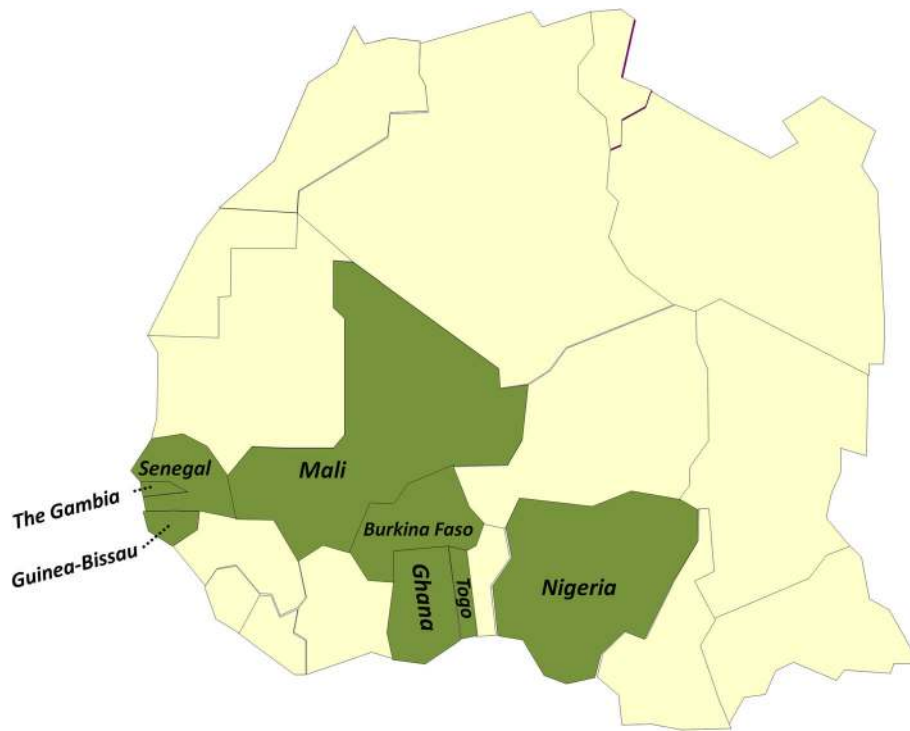 Senegal
Mali
The Gambia
Burkina Faso
Guinea-Bissau
Ghana
Togo
Nigeria